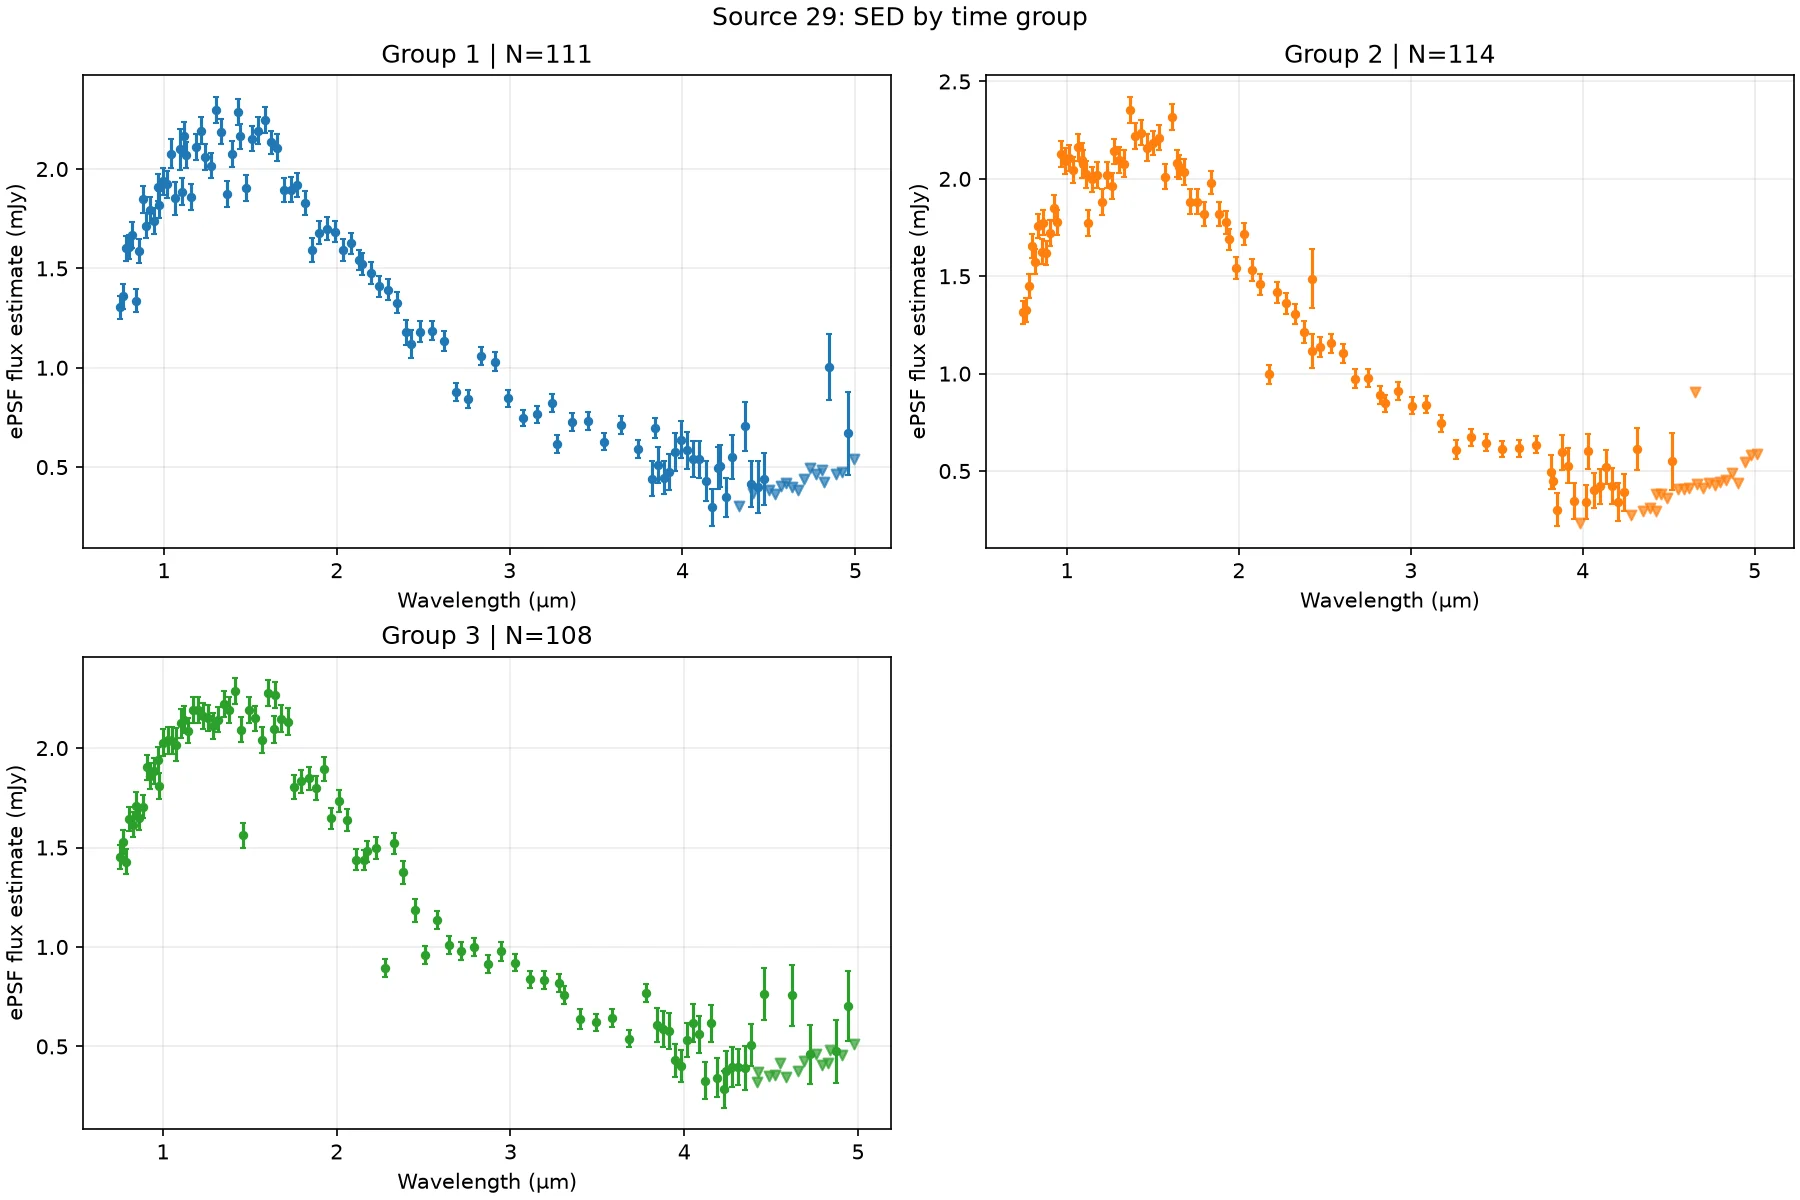 Source 29: SED by time group
Group 1 | N=111
ePSF flux estimate (mJy)
2.0
1.5
1.0
0.5
1 2 3 4 5
Wavelength (μm)
Group 2 | N=114
ePSF flux estimate (mJy)
2.5
2.0
1.5
1.0
0.5
1 2 3 4 5
Wavelength (μm)
Group 3 | N=108
ePSF flux estimate (mJy)
2.0
1.5
1.0
0.5
1 2 3 4 5
Wavelength (μm)